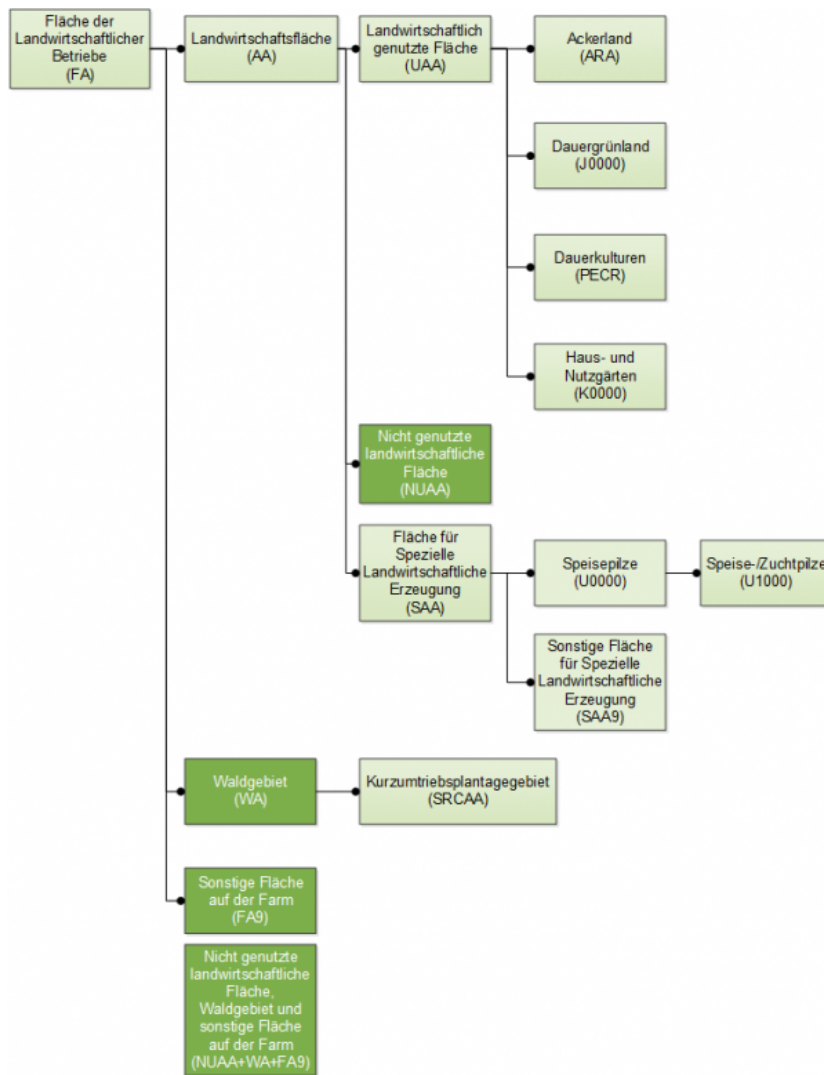 Fläche der
Landwirtschaftlicher
Betriebe
(FA)
Landwirtschaftsfläche
(AA)
Landwirtschaftlich
genutzte Fläche
(UAA)
Ackerland
(ARA)
Dauergrünland
(J0000)
Dauerkulturen
(PECR)
Haus- und
Nutzgärten
(K0000)
Nicht genutzte
landwirtschaftliche
Fläche
(NUAA)
Fläche für
Spezielle
Landwirtschaftliche
Erzeugung
(SAA)
Speisepilze
(U0000)
Speise-/Zuchtpilze
(U1000)
Sonstige Fläche
für Spezielle
Landwirtschaftliche
Erzeugung
(SAA9)
Waldgebiet
(WA)
Kurzumtriebsplantagegebiet
(SRCAA)
Sonstige Fläche
auf der Farm
(FA9)
Nicht genutzte
landwirtschaftliche
Fläche,
Waldgebiet und
sonstige Fläche
auf der Farm
(NUAA+WA+FA9)